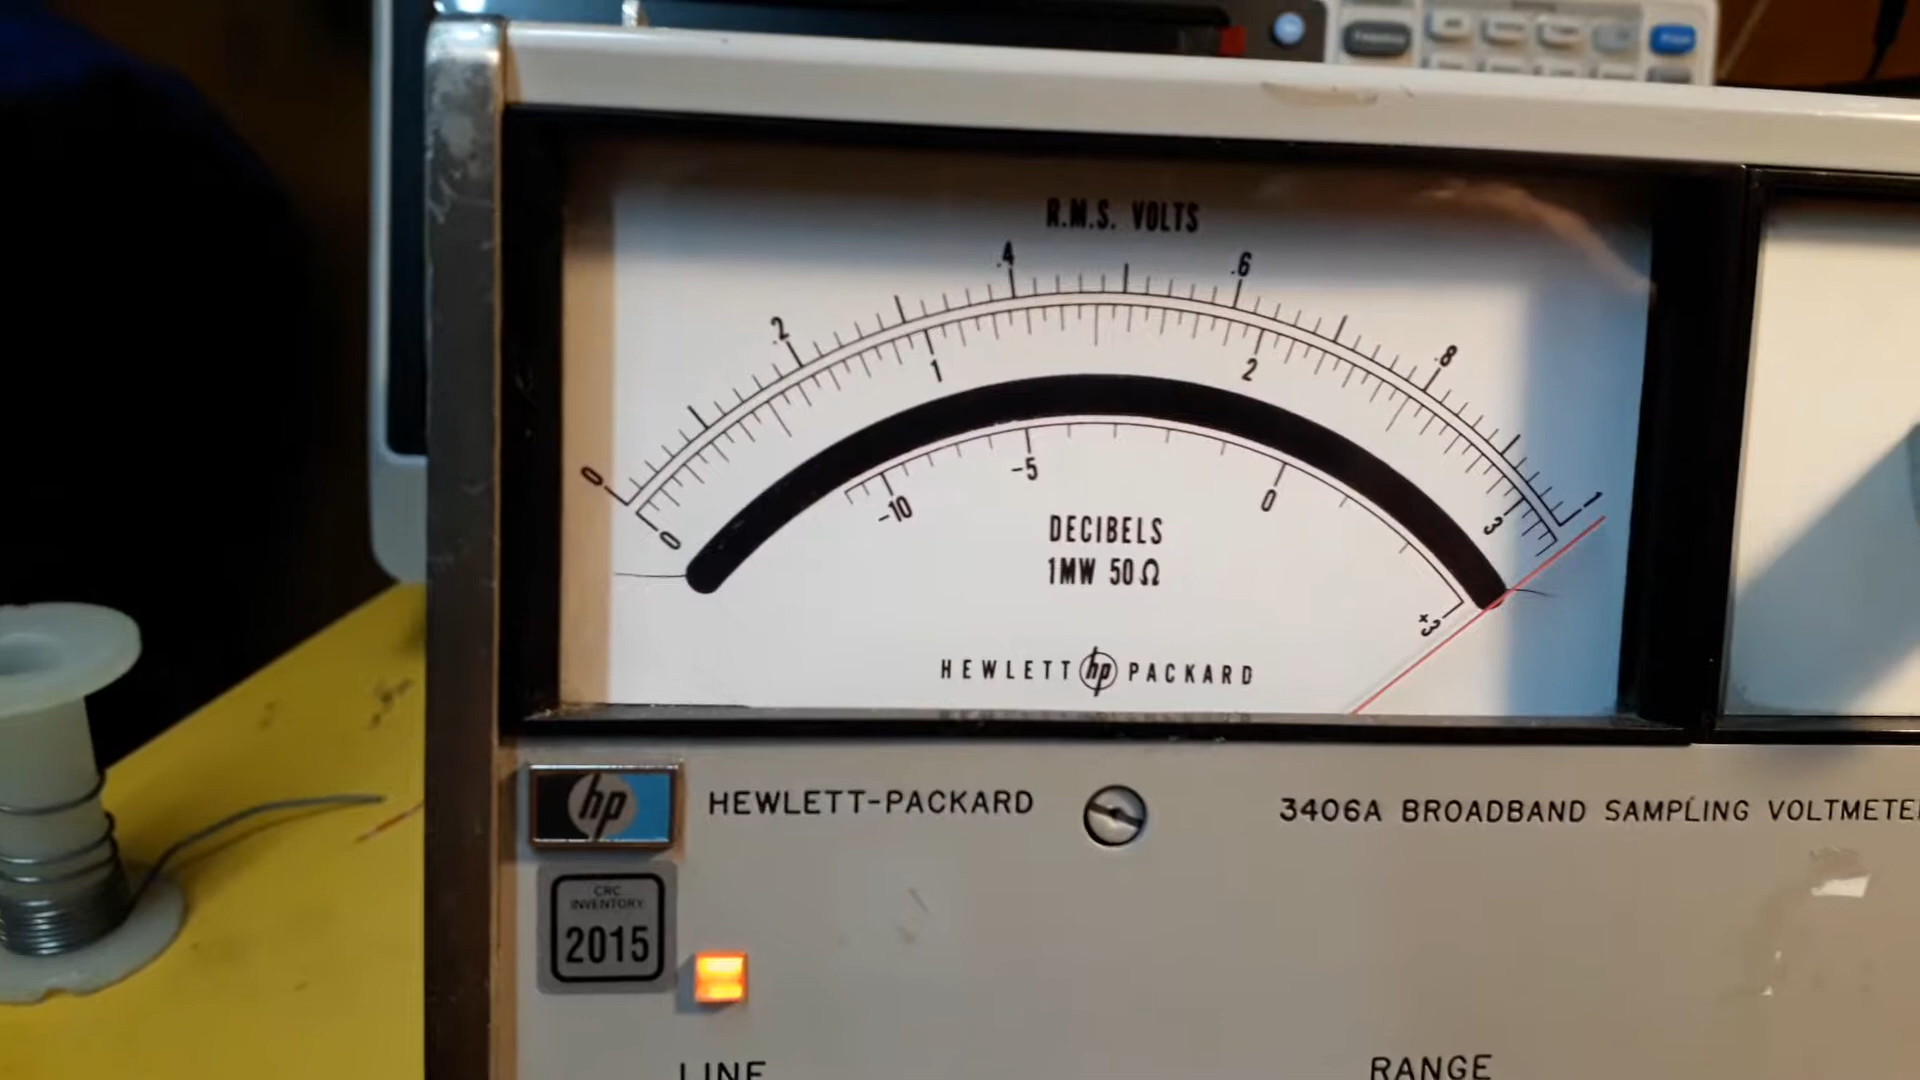 R.M.S. VOLTS
0 .2 .4 .6 .8 1
0 1 2 3
-10 -5 0 +3
DECIBELS
1MW 50Ω
HEWLETT hp PACKARD
hp HEWLETT-PACKARD
3406A BROADBAND SAMPLING VOLTMETE
CRC
INVENTORY
2015
LINE
RANGE